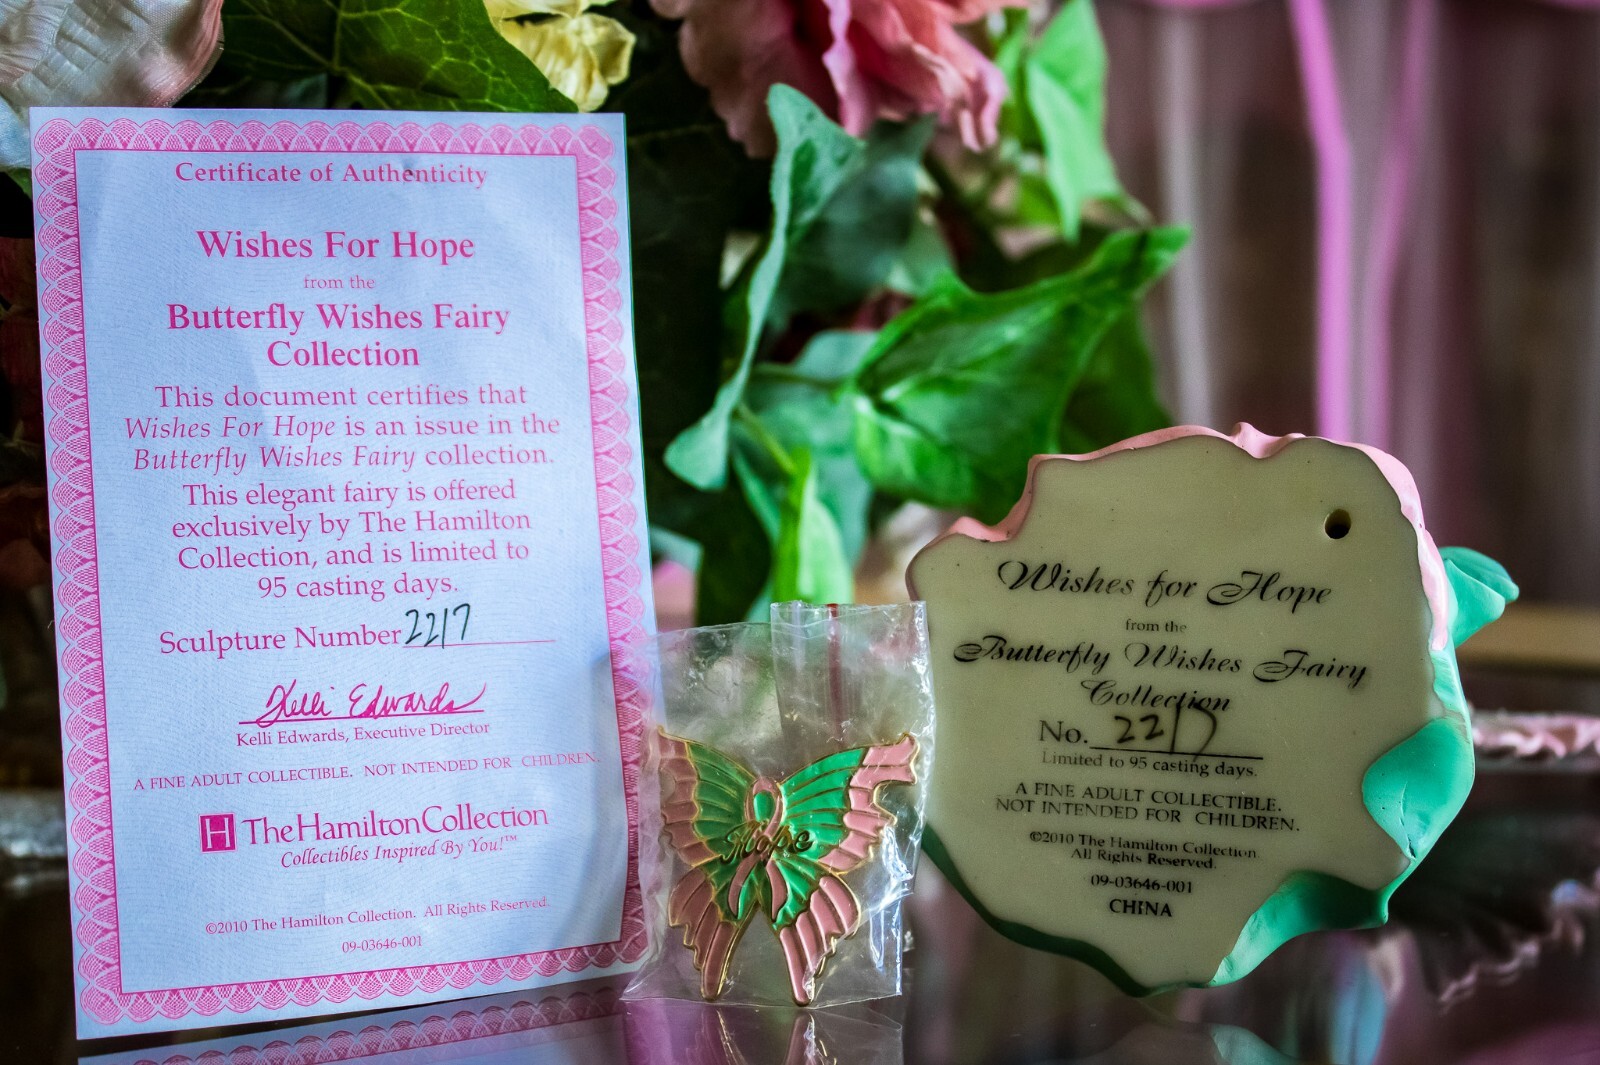 Certificate of Authenticity
Wishes For Hope
from the
Butterfly Wishes Fairy
Collection
This document certifies that
Wishes For Hope is an issue in the
Butterfly Wishes Fairy collection.
This elegant fairy is offered
exclusively by The Hamilton
Collection, and is limited to
95 casting days.
Sculpture Number 2217
Kelli Edwards
Kelli Edwards, Executive Director
A FINE ADULT COLLECTIBLE. NOT INTENDED FOR CHILDREN.
H The Hamilton Collection
Collectibles Inspired By You!™
©2010 The Hamilton Collection. All Rights Reserved.
09-03646-001
Hope
Wishes for Hope
from the
Butterfly Wishes Fairy
Collection
No. 2217
Limited to 95 casting days.
A FINE ADULT COLLECTIBLE.
NOT INTENDED FOR CHILDREN.
©2010 The Hamilton Collection.
All Rights Reserved.
09-03646-001
CHINA